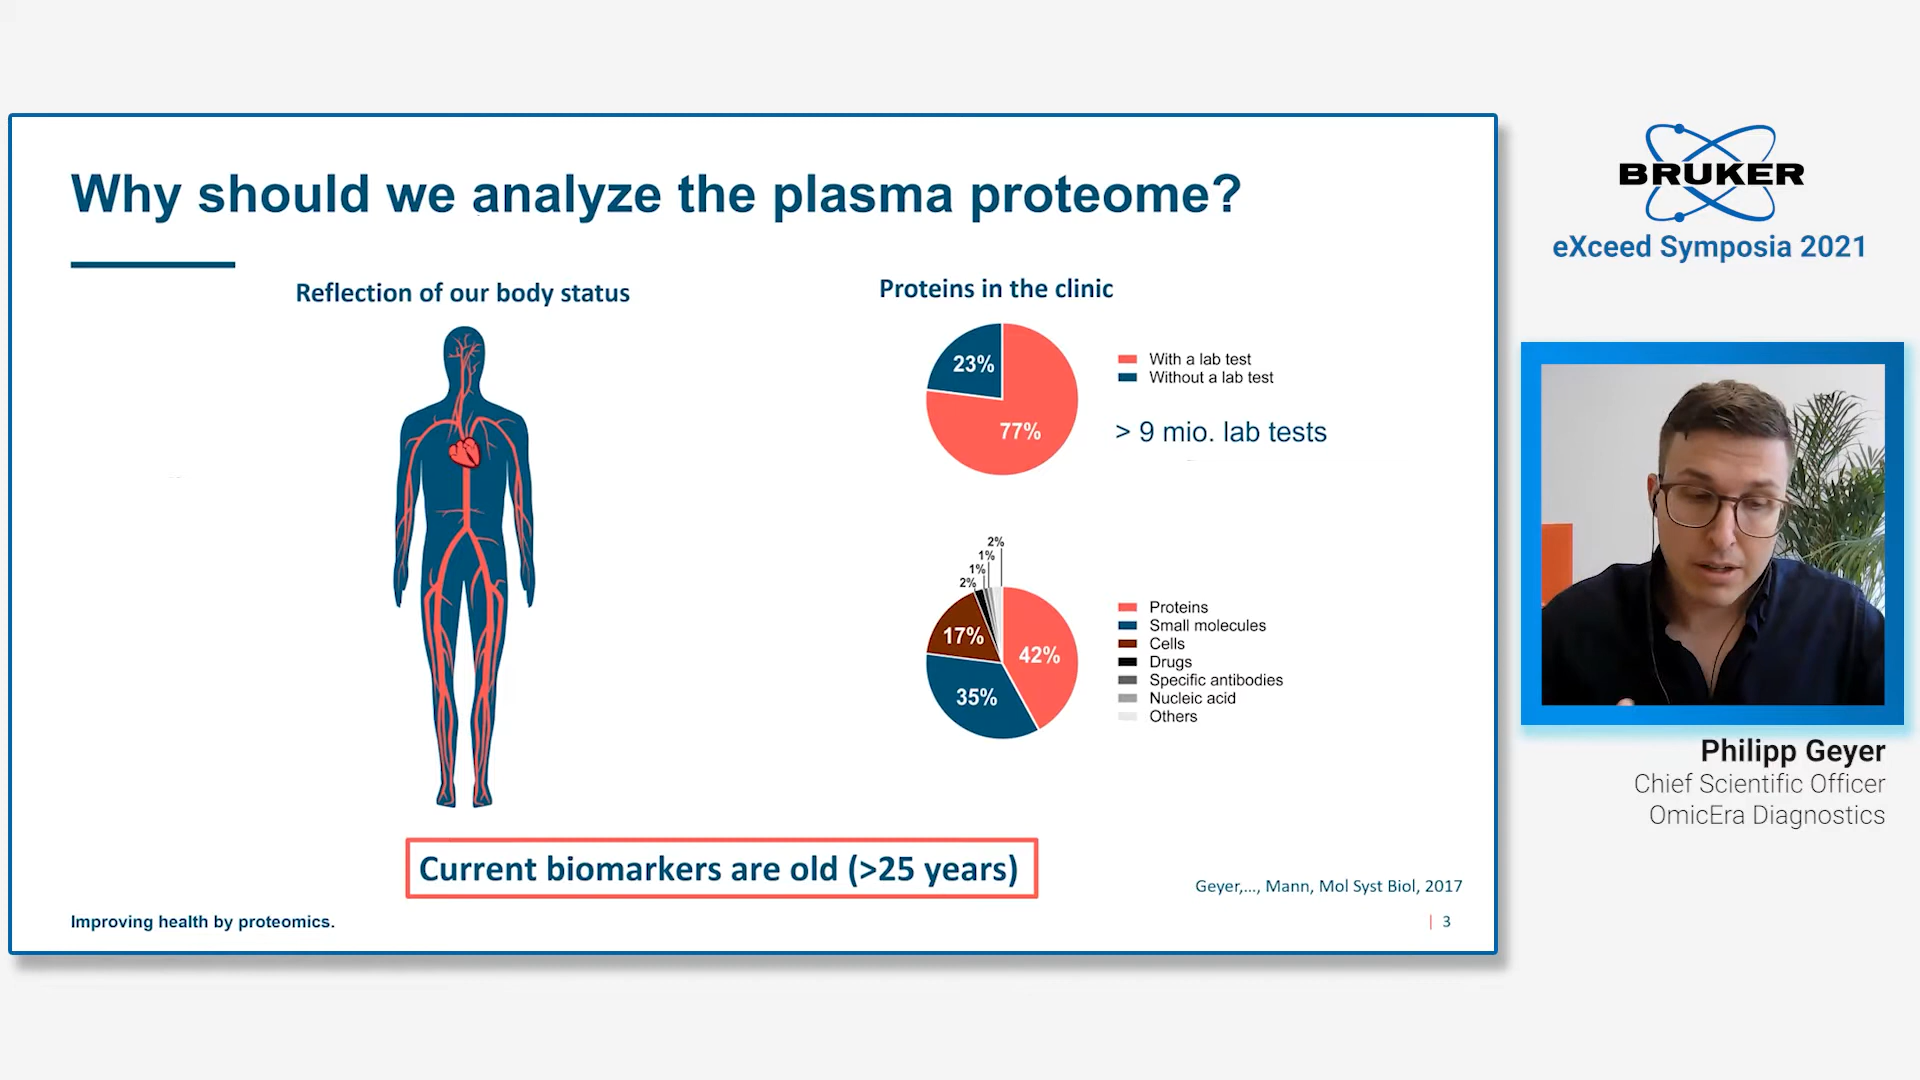 Why should we analyze the plasma proteome?
Reflection of our body status
Proteins in the clinic
23%
77%
With a lab test
Without a lab test
> 9 mio. lab tests
2%
1%
1%
2%
17%
42%
35%
Proteins
Small molecules
Cells
Drugs
Specific antibodies
Nucleic acid
Others
Current biomarkers are old (>25 years)
Geyer,..., Mann, Mol Syst Biol, 2017
Improving health by proteomics.
| 3
BRUKER
eXceed Symposia 2021
Philipp Geyer
Chief Scientific Officer
OmicEra Diagnostics